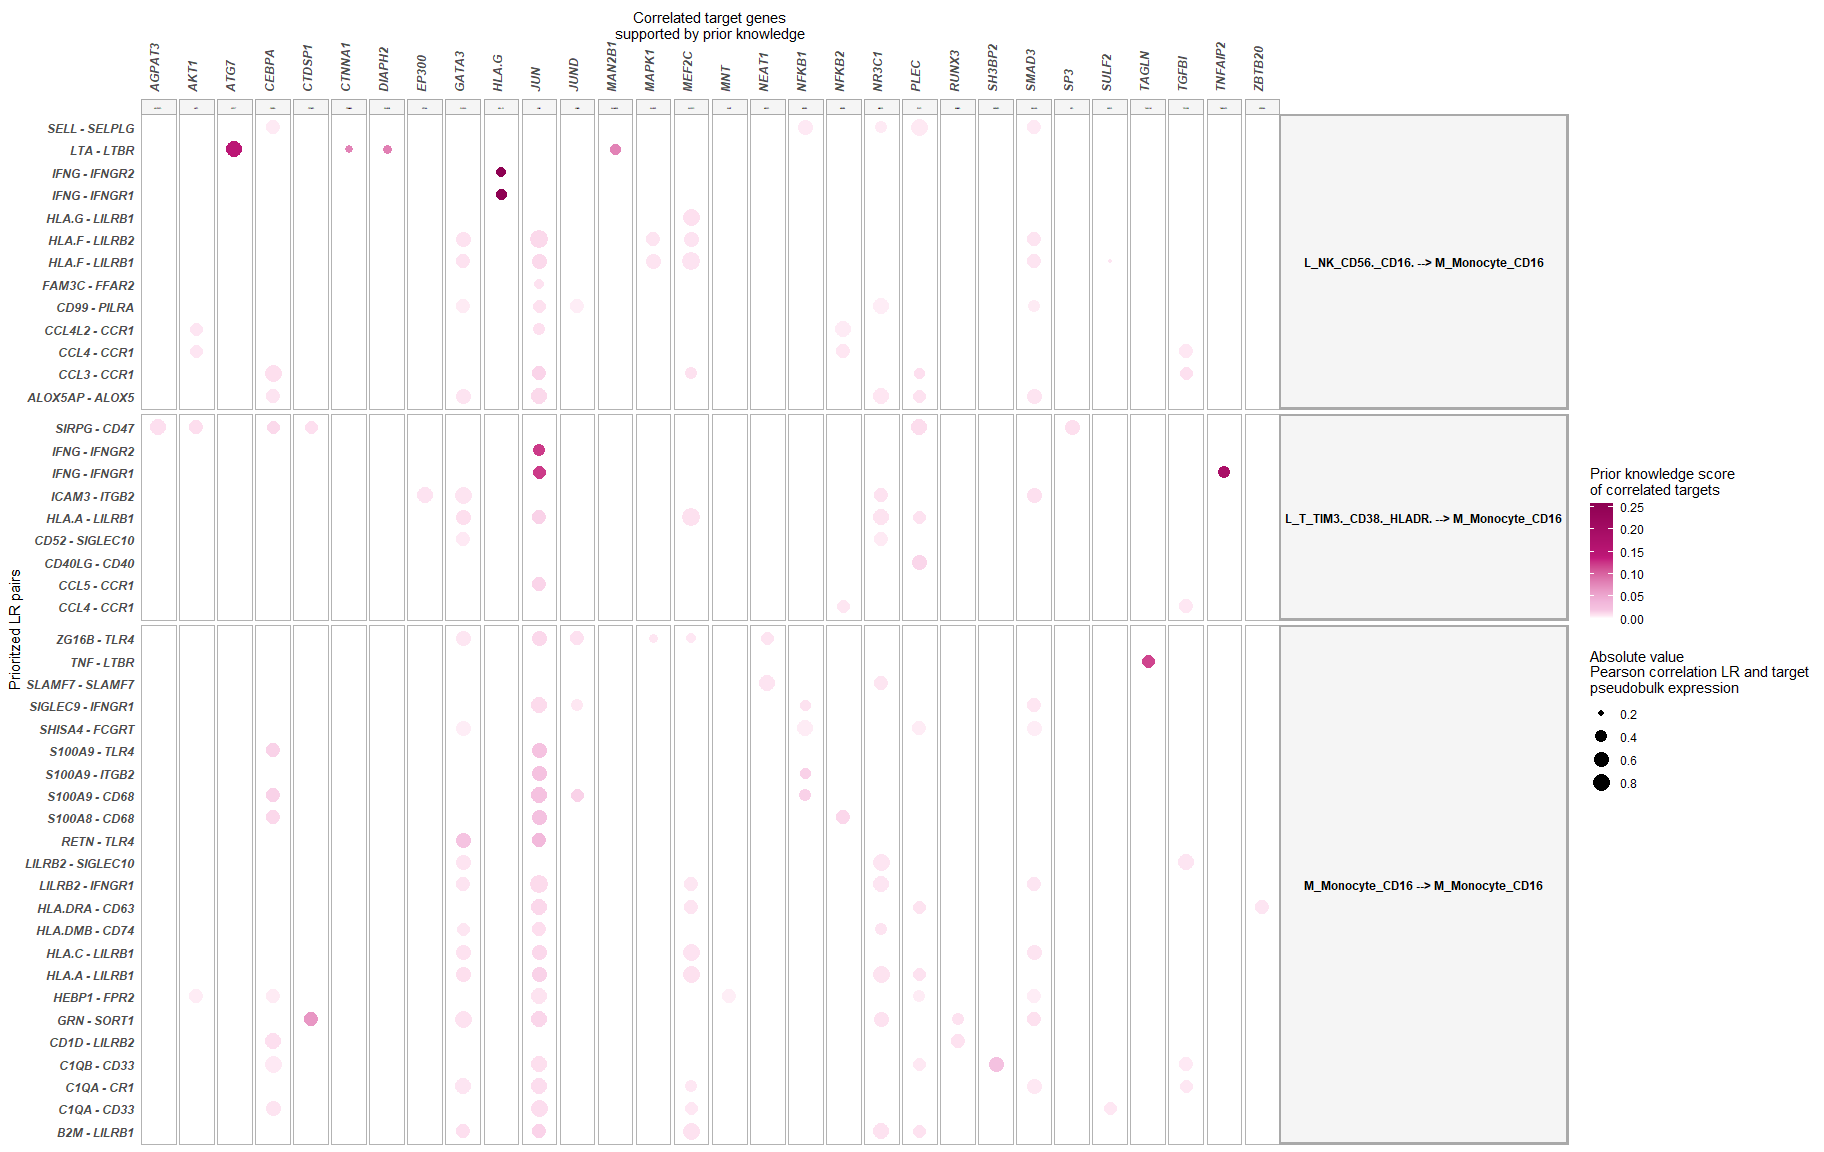 Correlated target genes
supported by prior knowledge
AGPAT3
AKT1
ATG7
CEBPA
CTDSP1
CTNNA1
DIAPH2
EP300
GATA3
HLA.G
JUN
JUND
MAN2B1
MAPK1
MEF2C
MNT
NEAT1
NFKB1
NFKB2
NR3C1
PLEC
RUNX3
SH3BP2
SMAD3
SP3
SULF2
TAGLN
TGFBI
TNFAIP2
ZBTB20
Prioritzed LR pairs
SELL - SELPLG
LTA - LTBR
IFNG - IFNGR2
IFNG - IFNGR1
HLA.G - LILRB1
HLA.F - LILRB2
HLA.F - LILRB1
FAM3C - FFAR2
CD99 - PILRA
CCL4L2 - CCR1
CCL4 - CCR1
CCL3 - CCR1
ALOX5AP - ALOX5
L_NK_CD56._CD16. --> M_Monocyte_CD16
SIRPG - CD47
IFNG - IFNGR2
IFNG - IFNGR1
ICAM3 - ITGB2
HLA.A - LILRB1
CD52 - SIGLEC10
CD40LG - CD40
CCL5 - CCR1
CCL4 - CCR1
L_T_TIM3._CD38._HLADR. --> M_Monocyte_CD16
ZG16B - TLR4
TNF - LTBR
SLAMF7 - SLAMF7
SIGLEC9 - IFNGR1
SHISA4 - FCGRT
S100A9 - TLR4
S100A9 - ITGB2
S100A9 - CD68
S100A8 - CD68
RETN - TLR4
LILRB2 - SIGLEC10
LILRB2 - IFNGR1
HLA.DRA - CD63
HLA.DMB - CD74
HLA.C - LILRB1
HLA.A - LILRB1
HEBP1 - FPR2
GRN - SORT1
CD1D - LILRB2
C1QB - CD33
C1QA - CR1
C1QA - CD33
B2M - LILRB1
M_Monocyte_CD16 --> M_Monocyte_CD16
Prior knowledge score
of correlated targets
0.25
0.20
0.15
0.10
0.05
0.00
Absolute value
Pearson correlation LR and target
pseudobulk expression
0.2
0.4
0.6
0.8